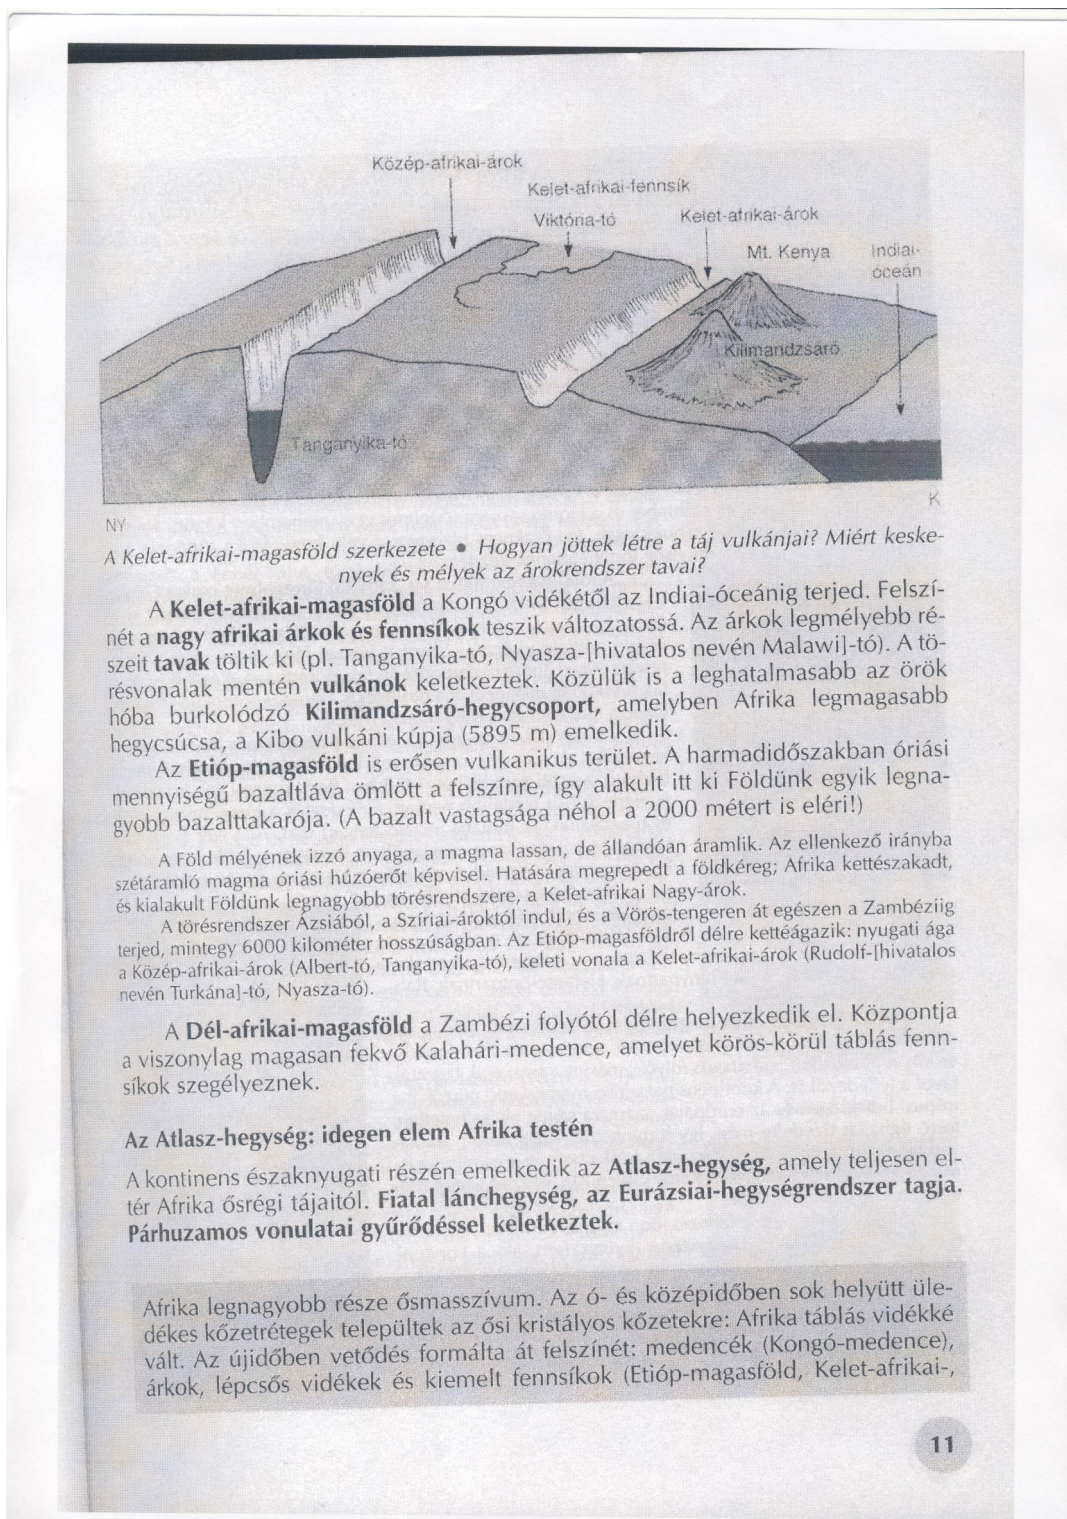 Közép-afrikai-árok
Kelet-afrikai-fennsík
Viktória-tó
Kelet-afrikai-árok
Mt. Kenya
Indiai-
óceán
Kilimandzsáró
Tanganyika-tó
NY
K
A Kelet-afrikai-magasföld szerkezete • Hogyan jöttek létre a táj vulkánjai? Miért keske-
nyek és mélyek az árokrendszer tavai?
A Kelet-afrikai-magasföld a Kongó vidékétől az Indiai-óceánig terjed. Felszí-
nét a nagy afrikai árkok és fennsíkok teszik változatossá. Az árkok legmélyebb ré-
szeit tavak töltik ki (pl. Tanganyika-tó, Nyasza-[hivatalos nevén Malawi]-tó). A tö-
résvonalak mentén vulkánok keletkeztek. Közülük is a leghatalmasabb az örök
hóba burkolódzó Kilimandzsáró-hegycsoport, amelyben Afrika legmagasabb
hegycsúcsa, a Kibo vulkáni kúpja (5895 m) emelkedik.
Az Etióp-magasföld is erősen vulkanikus terület. A harmadidőszakban óriási
mennyiségű bazaltláva ömlött a felszínre, így alakult itt ki Földünk egyik legna-
gyobb bazalttakarója. (A bazalt vastagsága néhol a 2000 métert is eléri!)
A Föld mélyének izzó anyaga, a magma lassan, de állandóan áramlik. Az ellenkező irányba
szétáramló magma óriási húzóerőt képvisel. Hatására megrepedt a földkéreg; Afrika kettészakadt,
és kialakult Földünk legnagyobb törésrendszere, a Kelet-afrikai Nagy-árok.
A törésrendszer Ázsiából, a Szíriai-ároktól indul, és a Vörös-tengeren át egészen a Zambéziig
terjed, mintegy 6000 kilométer hosszúságban. Az Etióp-magasföldről délre kettéágazik: nyugati ága
a Közép-afrikai-árok (Albert-tó, Tanganyika-tó), keleti vonala a Kelet-afrikai-árok (Rudolf-[hivatalos
nevén Turkána]-tó, Nyasza-tó).
A Dél-afrikai-magasföld a Zambézi folyótól délre helyezkedik el. Központja
a viszonylag magasan fekvő Kalahári-medence, amelyet körös-körül táblás fenn-
síkok szegélyeznek.
Az Atlasz-hegység: idegen elem Afrika testén
A kontinens északnyugati részén emelkedik az Atlasz-hegység, amely teljesen el-
tér Afrika ősrégi tájaitól. Fiatal lánchegység, az Eurázsiai-hegységrendszer tagja.
Párhuzamos vonulatai gyűrődéssel keletkeztek.
Afrika legnagyobb része ősmasszívum. Az ó- és középidőben sok helyütt üle-
dékes kőzetrétegek települtek az ősi kristályos kőzetekre: Afrika táblás vidékké
vált. Az újidőben vetődés formálta át felszínét: medencék (Kongó-medence),
árkok, lépcsős vidékek és kiemelt fennsíkok (Etióp-magasföld, Kelet-afrikai-,
11